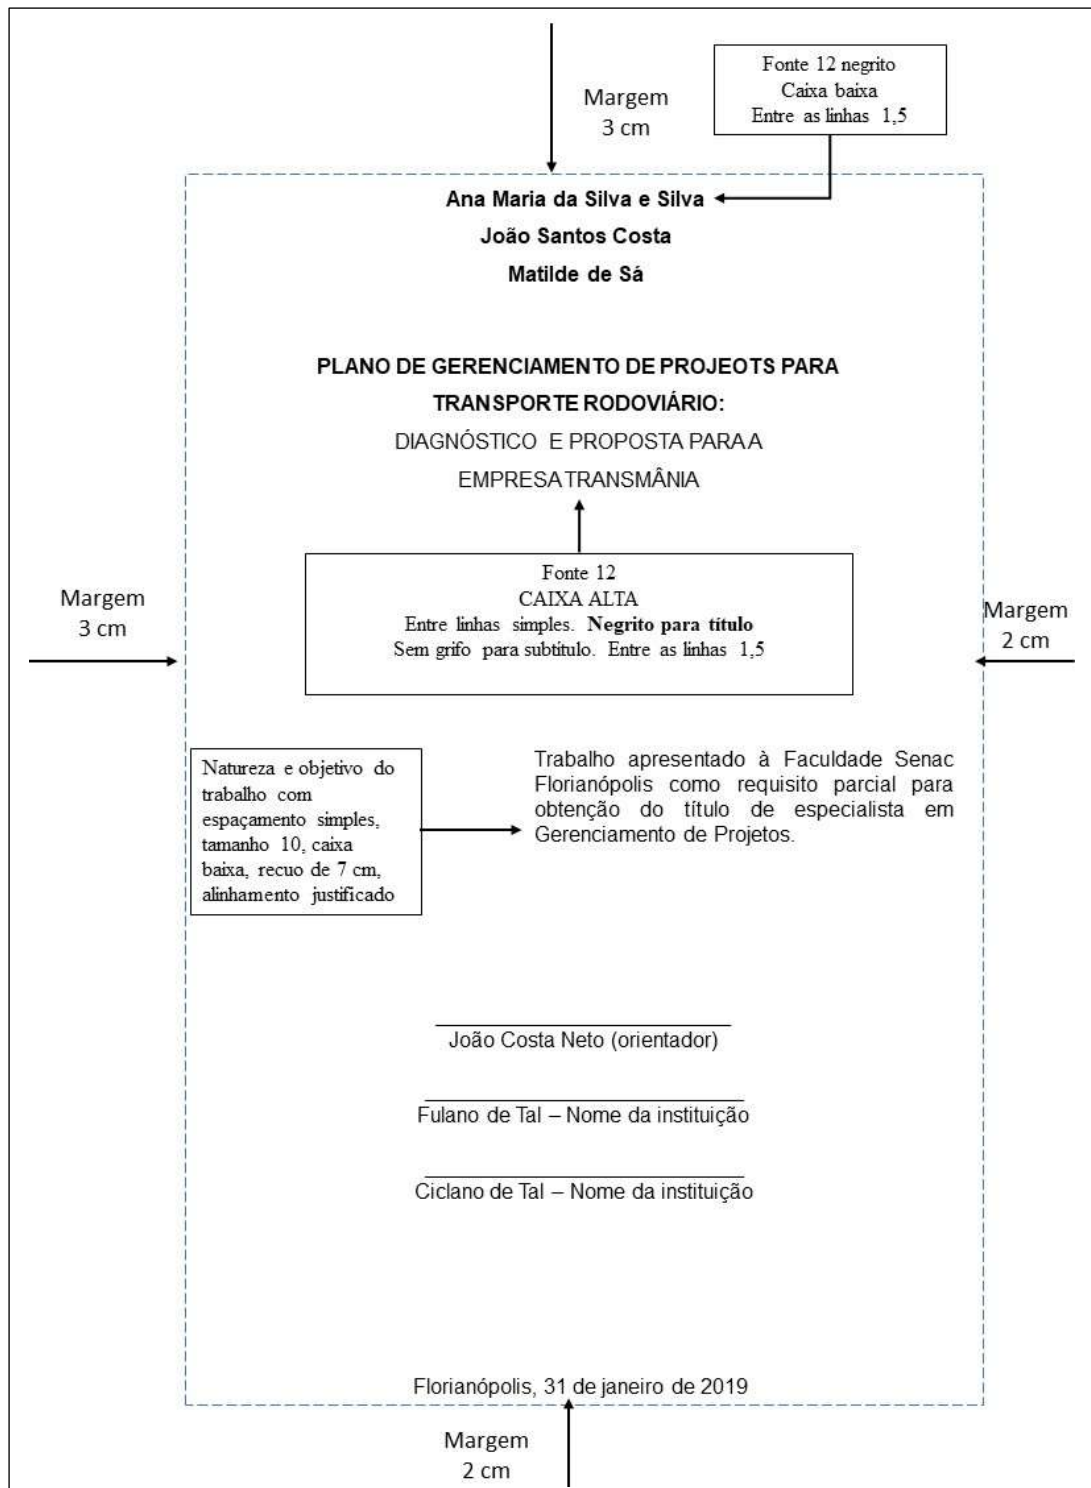 Margem
3 cm
Fonte 12 negrito
Caixa baixa
Entre as linhas 1,5
Ana Maria da Silva e Silva
João Santos Costa
Matilde de Sá
PLANO DE GERENCIAMENTO DE PROJEOTS PARA
TRANSPORTE RODOVIÁRIO:
DIAGNÓSTICO E PROPOSTA PARA A
EMPRESA TRANSMÂNIA
Fonte 12
CAIXA ALTA
Entre linhas simples. Negrito para título
Sem grifo para subtítulo. Entre as linhas 1,5
Margem
3 cm
Margem
2 cm
Natureza e objetivo do
trabalho com
espaçamento simples,
tamanho 10, caixa
baixa, recuo de 7 cm,
alinhamento justificado
Trabalho apresentado à Faculdade Senac
Florianópolis como requisito parcial para
obtenção do título de especialista em
Gerenciamento de Projetos.
João Costa Neto (orientador)
Fulano de Tal – Nome da instituição
Ciclano de Tal – Nome da instituição
Florianópolis, 31 de janeiro de 2019
Margem
2 cm